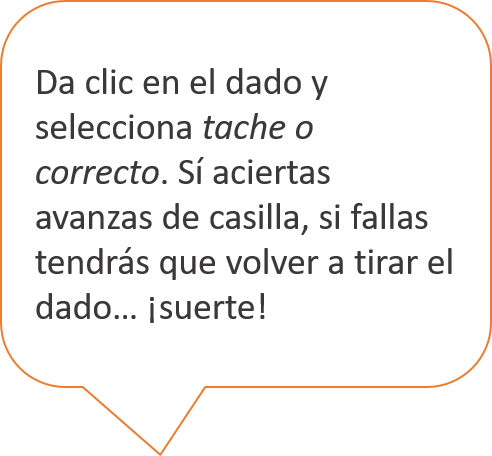 Da clic en el dado y
selecciona tache o
correcto. Sí aciertas
avanzas de casilla, si fallas
tendrás que volver a tirar el
dado… ¡suerte!